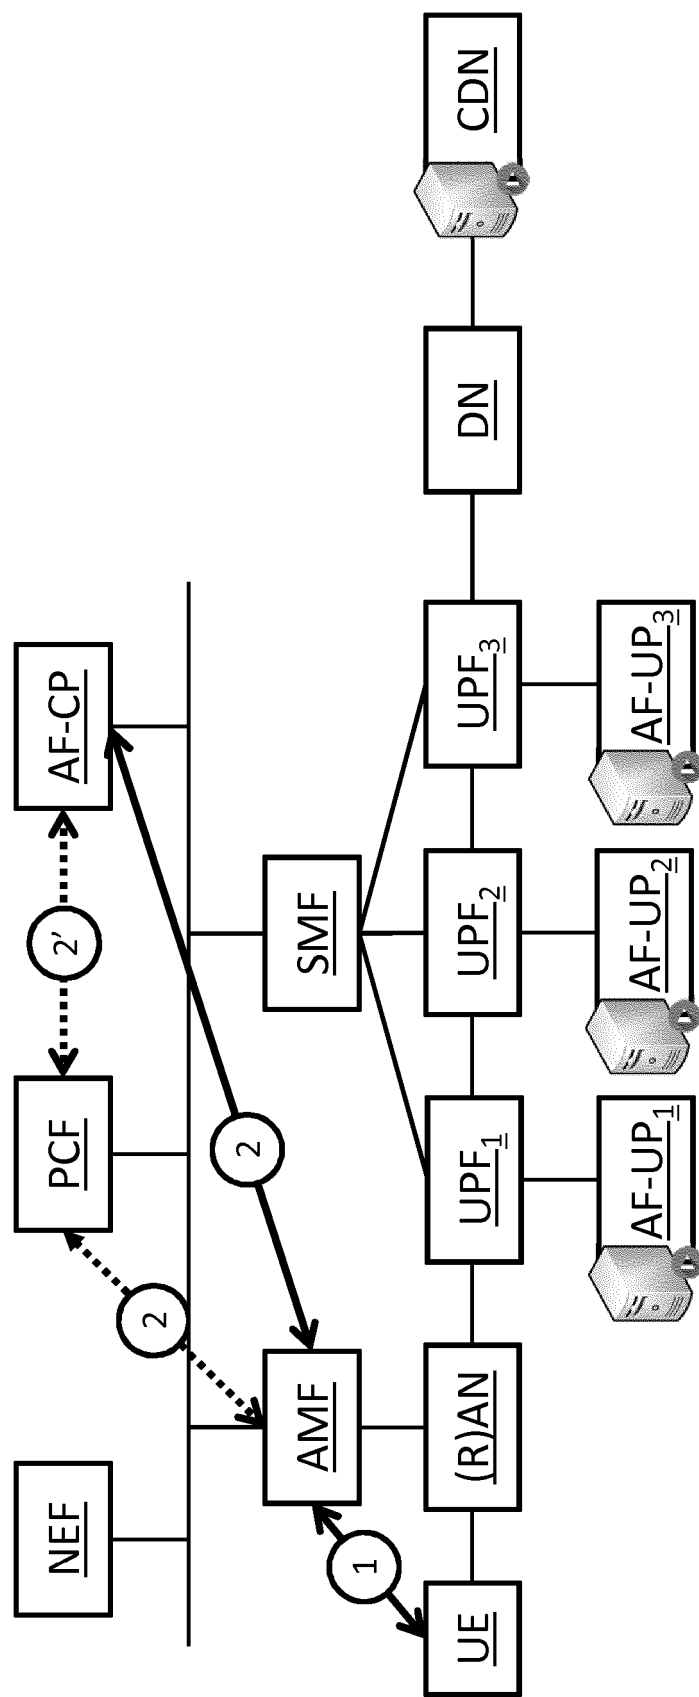 NEF
PCF
AF-CP
2
2'
2
AMF
SMF
1
UE
(R)AN
UPF1
UPF2
UPF3
DN
CDN
AF-UP1
AF-UP2
AF-UP3